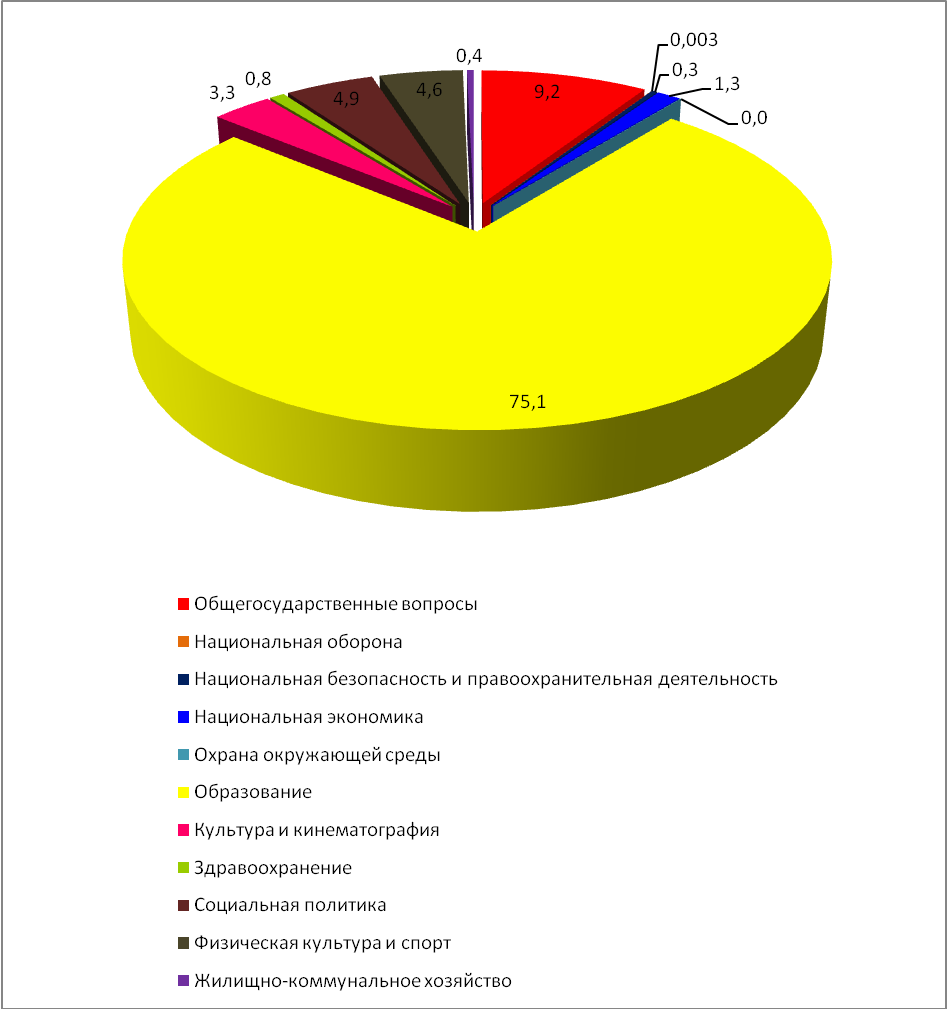 0,4
0,003
0,8
0,3
3,3
4,9
4,6
9,2
1,3
0,0
75,1
Общегосударственные вопросы
Национальная оборона
Национальная безопасность и правоохранительная деятельность
Национальная экономика
Охрана окружающей среды
Образование
Культура и кинематография
Здравоохранение
Социальная политика
Физическая культура и спорт
Жилищно-коммунальное хозяйство